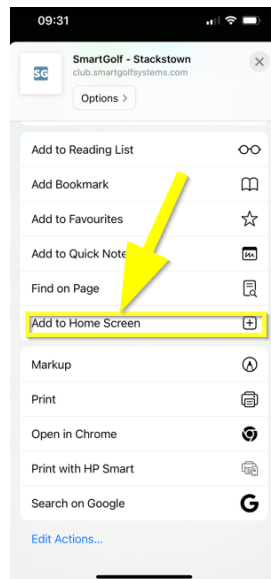 09:31
SG
SmartGolf - Stackstown
club.smartgolfsystems.com
Options >
Add to Reading List
Add Bookmark
Add to Favourites
Add to Quick Note
Find on Page
Add to Home Screen
Markup
Print
Open in Chrome
Print with HP Smart
Search on Google
G
Edit Actions...